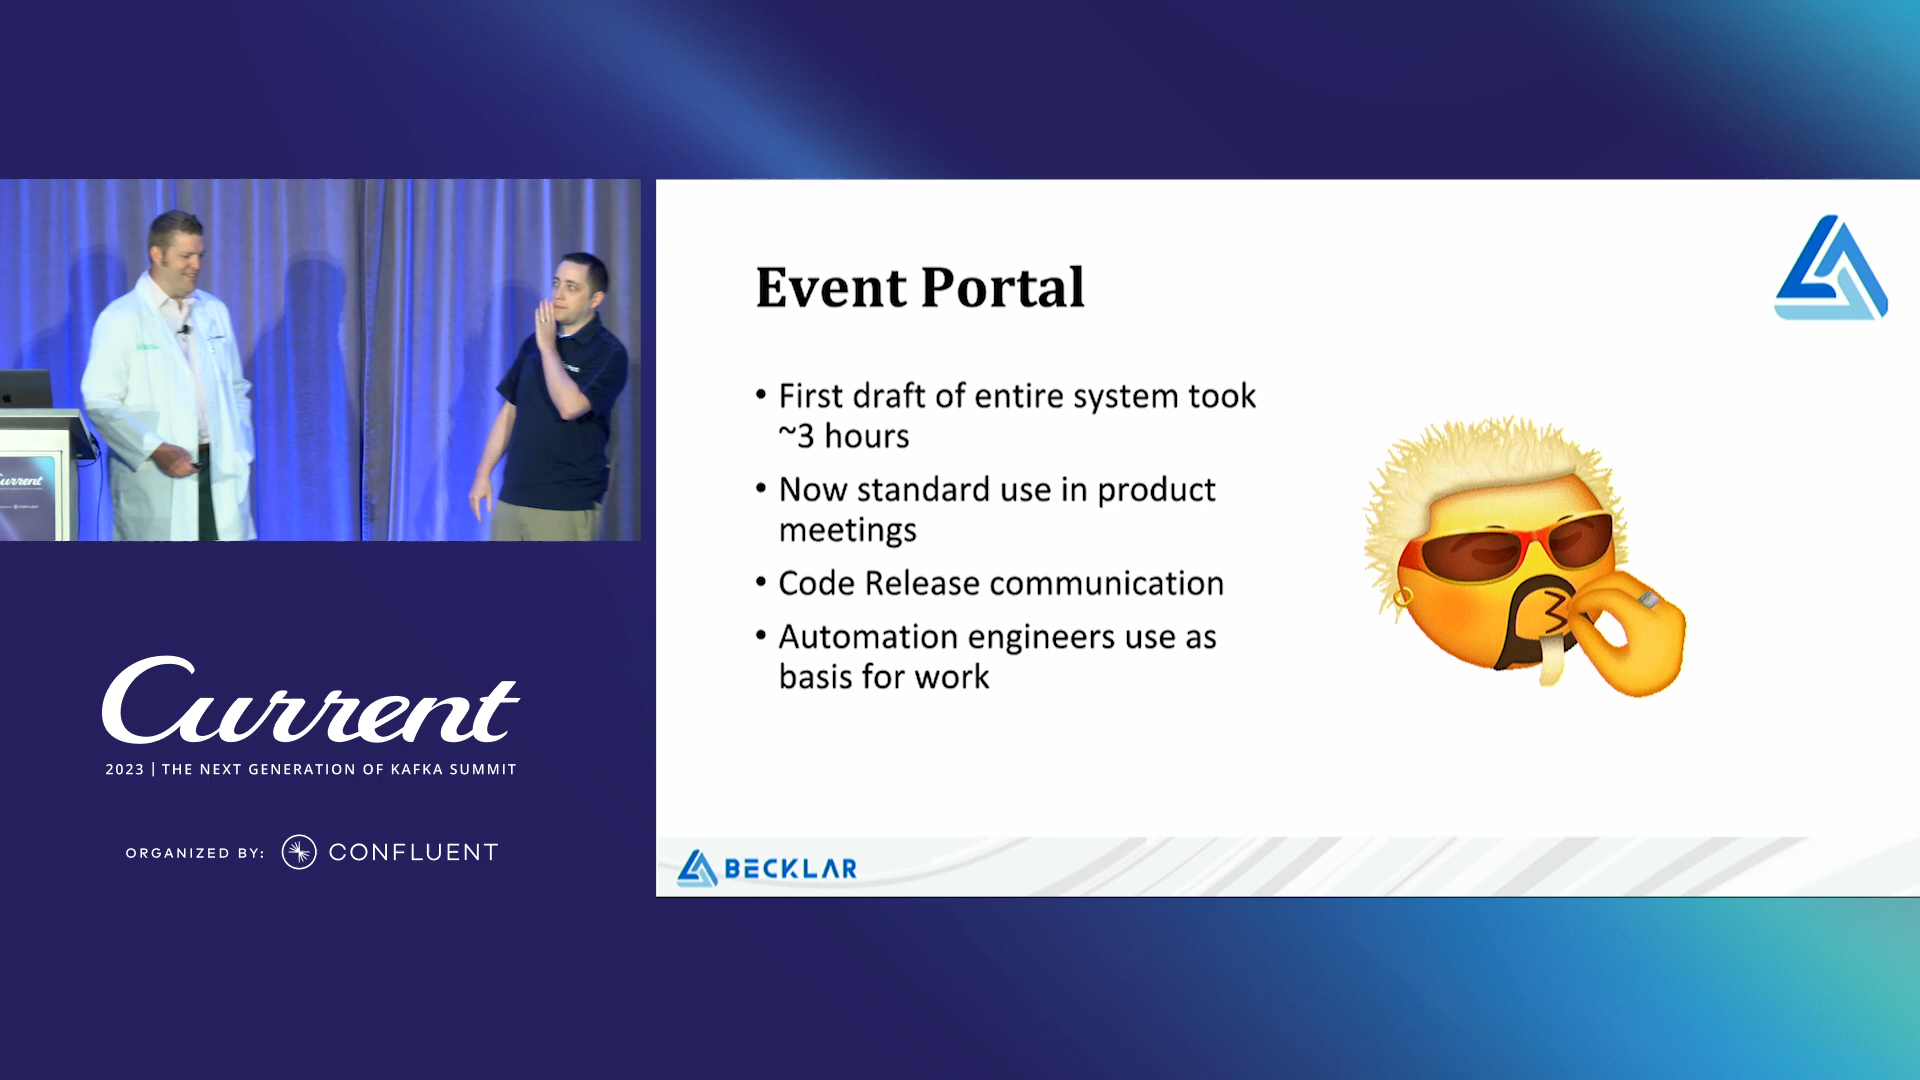 Event Portal
• First draft of entire system took
~3 hours
• Now standard use in product
meetings
• Code Release communication
• Automation engineers use as
basis for work
BECKLAR
Current
Current
2023 | THE NEXT GENERATION OF KAFKA SUMMIT
ORGANIZED BY: CONFLUENT